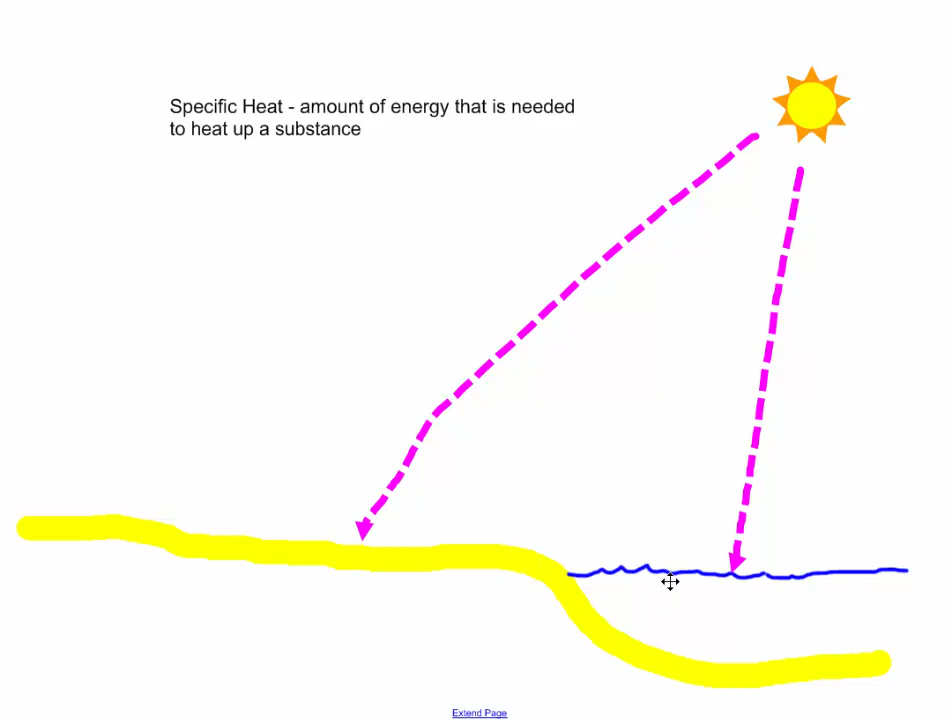 Specific Heat - amount of energy that is needed
to heat up a substance
Extend Page